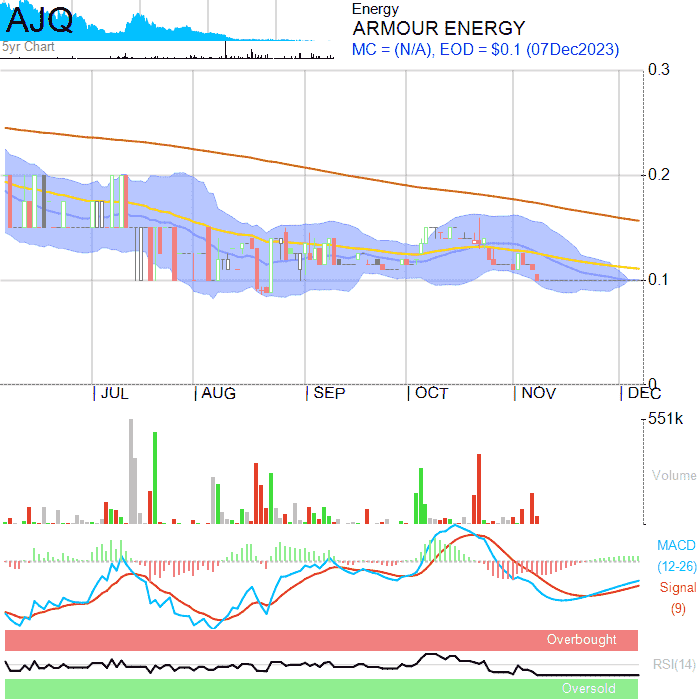 AJQ
5yr Chart
Energy
ARMOUR ENERGY
MC = (N/A), EOD = $0.1 (07Dec2023)
0.3
0.2
0.1
0
JUL AUG SEP OCT NOV DEC
551k
Volume
MACD
(12-26)
Signal
(9)
Overbought
RSI(14)
Oversold